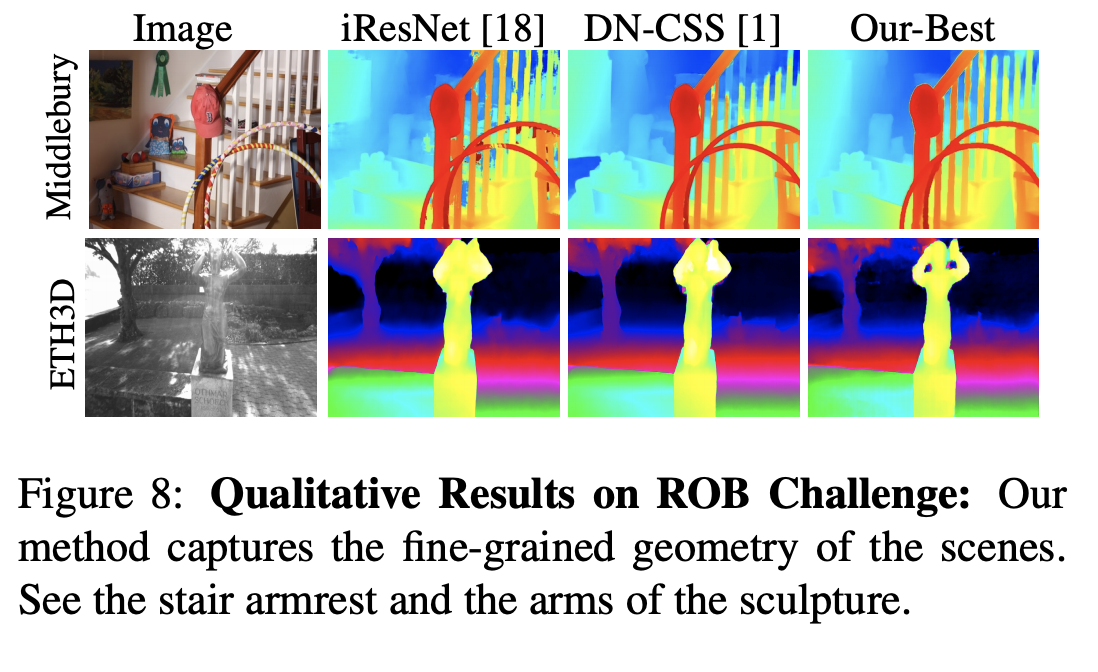 Image iResNet [18] DN-CSS [1] Our-Best
Middlebury
ETH3D
Figure 8: Qualitative Results on ROB Challenge: Our
method captures the fine-grained geometry of the scenes.
See the stair armrest and the arms of the sculpture.